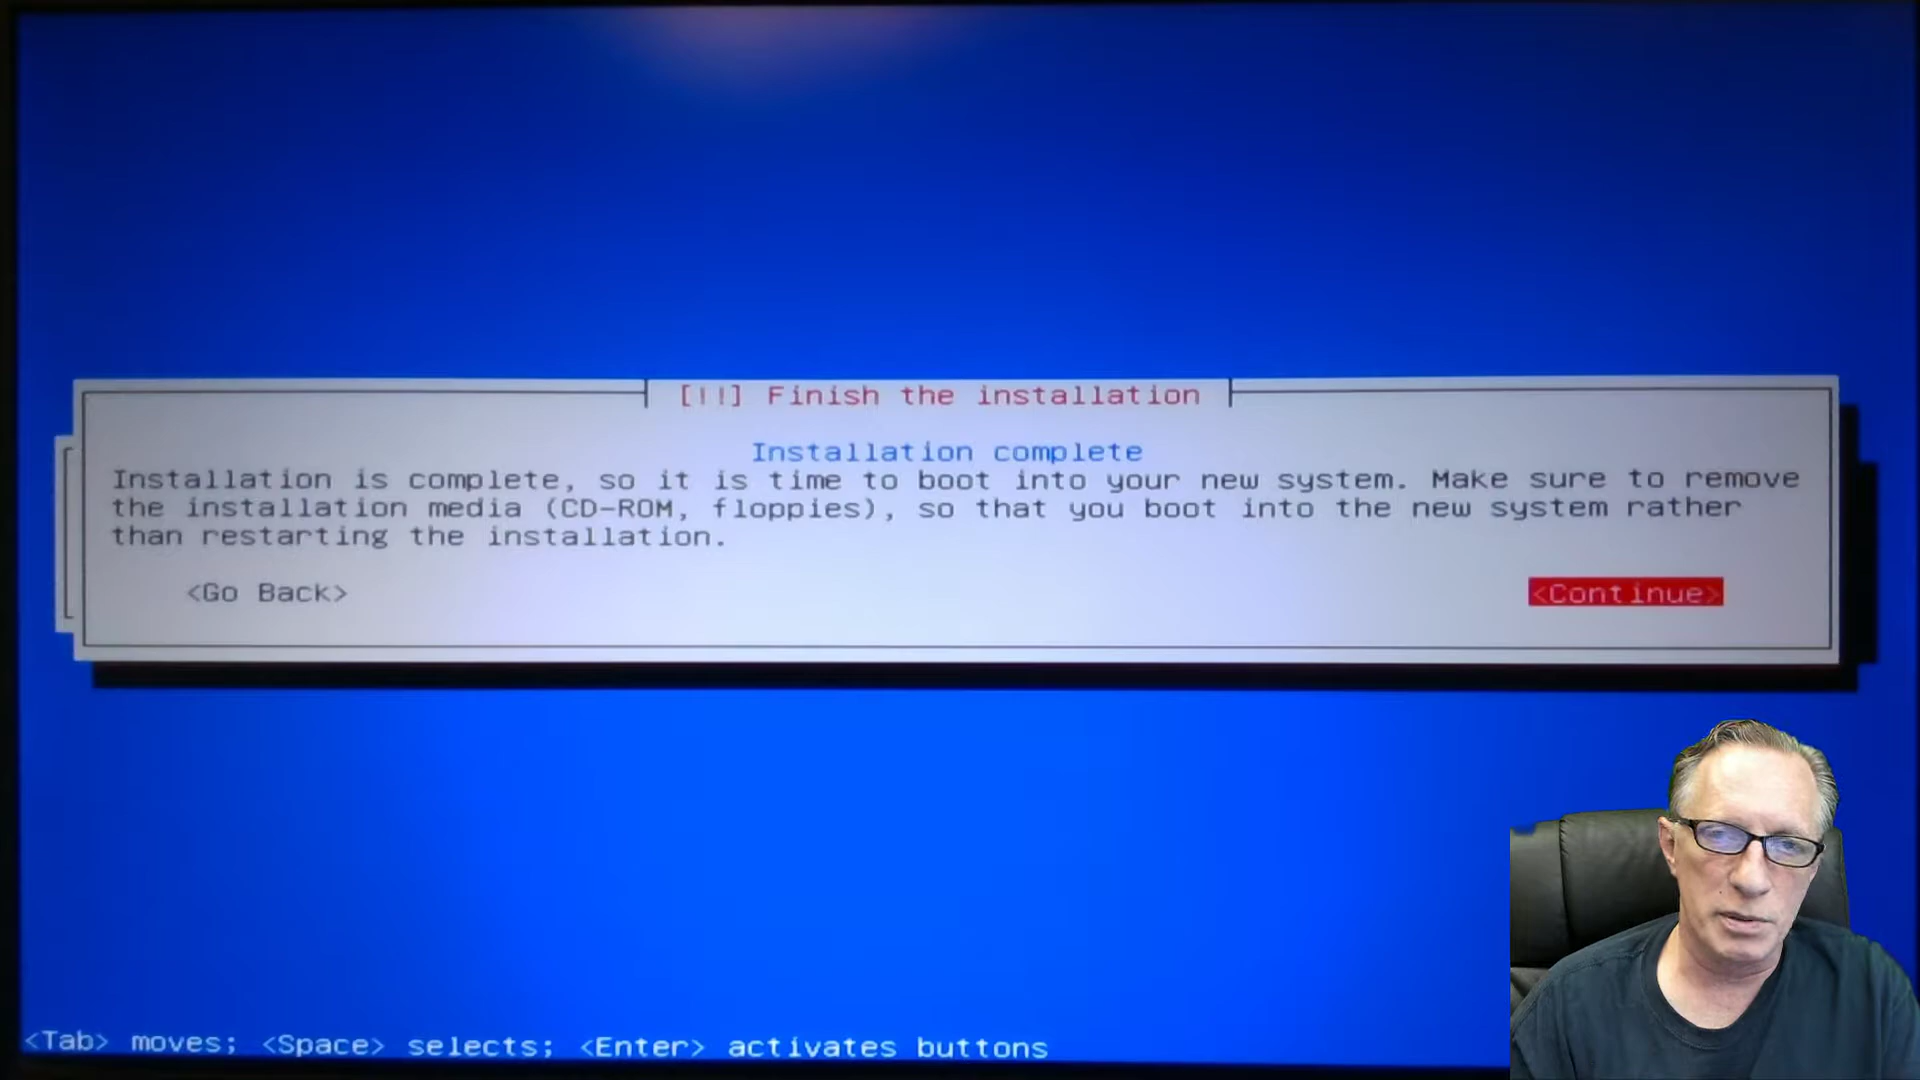 [!!] Finish the installation
Installation complete
Installation is complete, so it is time to boot into your new system. Make sure to remove
the installation media (CD-ROM, floppies), so that you boot into the new system rather
than restarting the installation.
<Go Back>
<Continue>
<Tab> moves; <Space> selects; <Enter> activates buttons